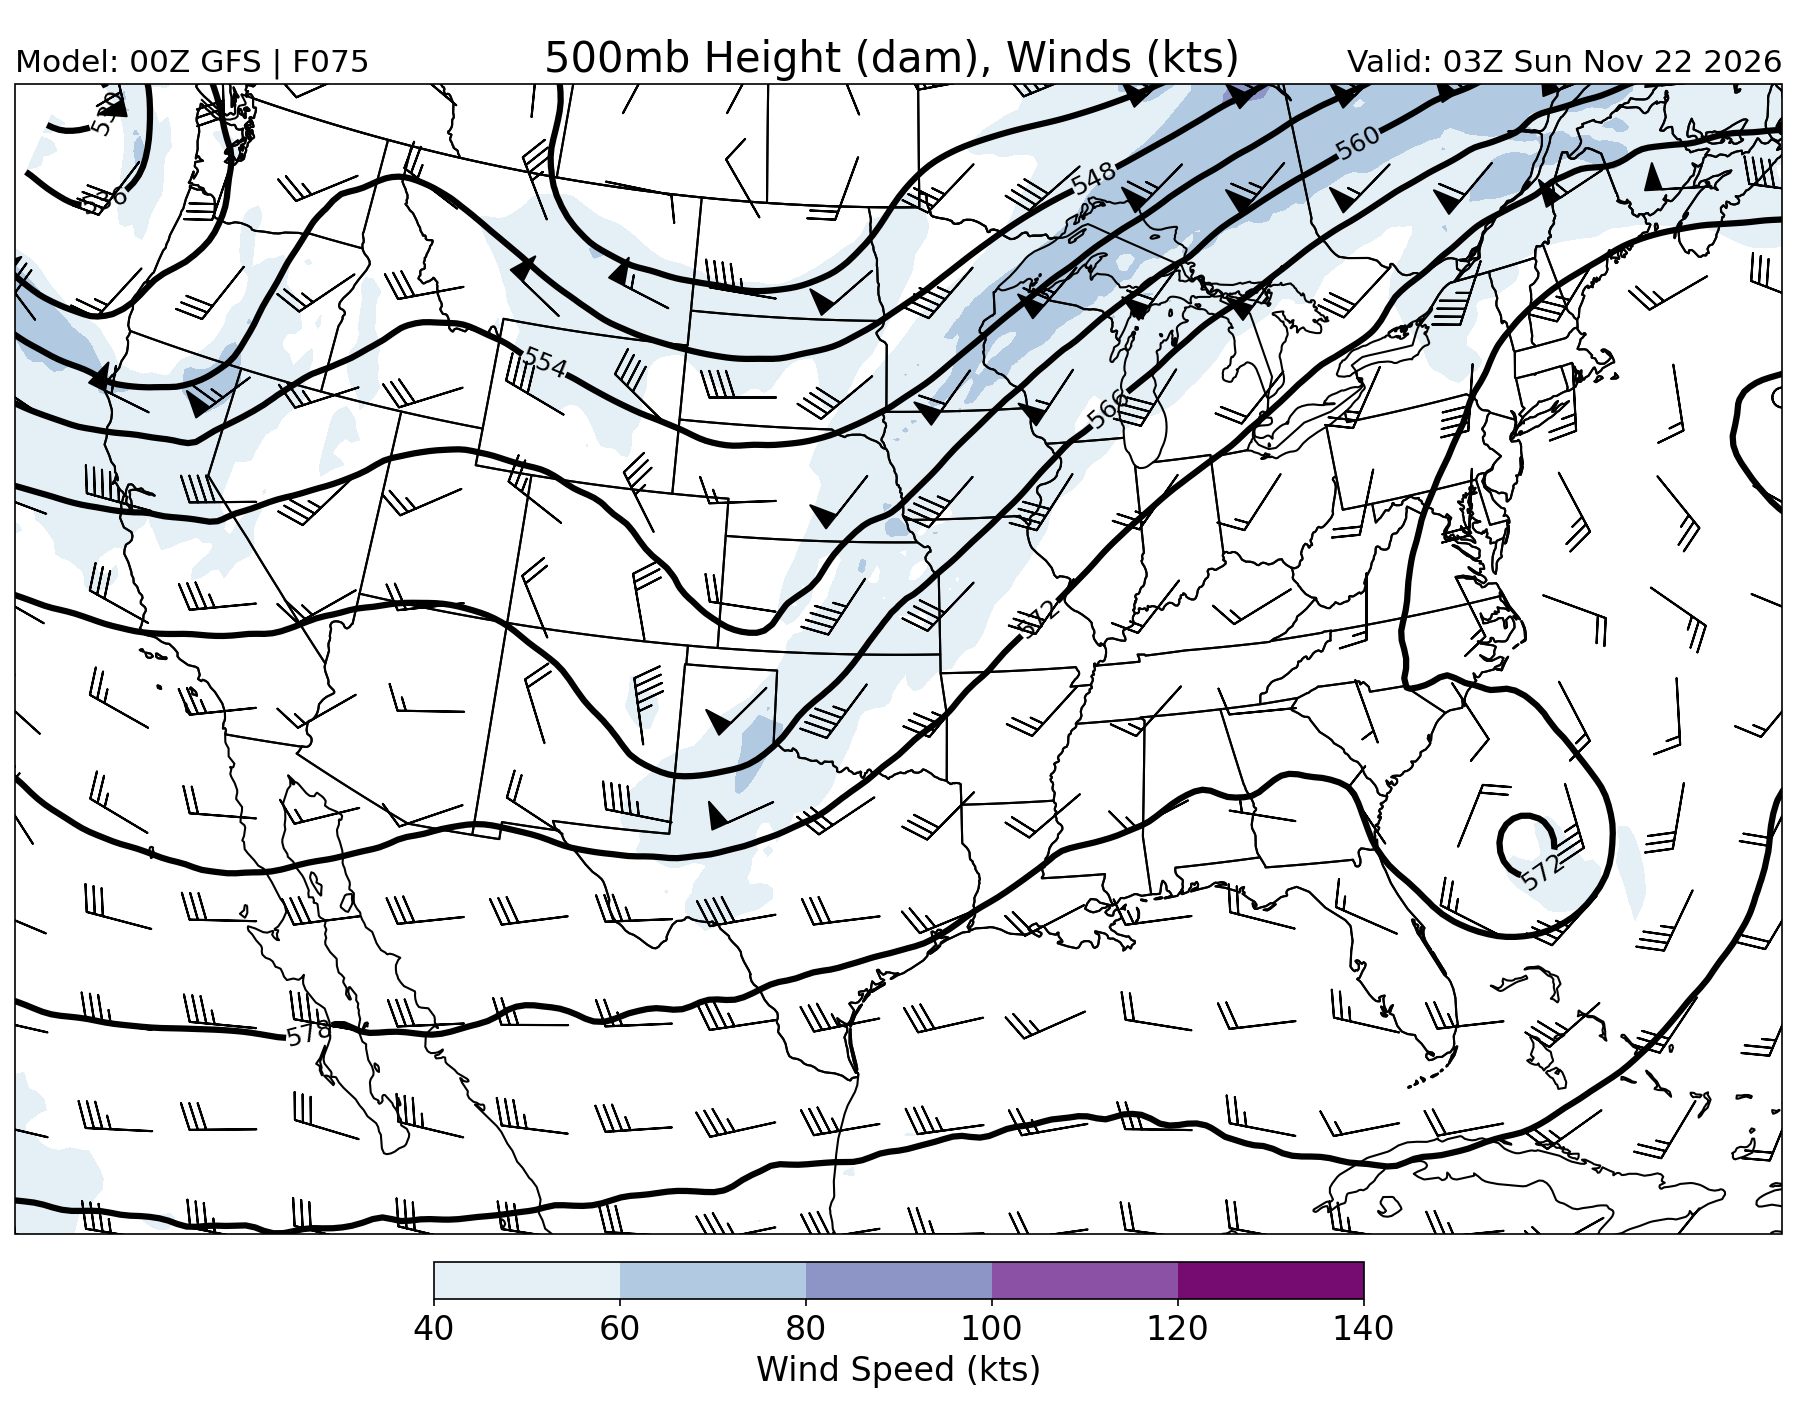 Model: 00Z GFS | F075
500mb Height (dam), Winds (kts)
Valid: 03Z Sun Nov 22 2026
548
560
554
566
572
572
578
40 60 80 100 120 140
Wind Speed (kts)